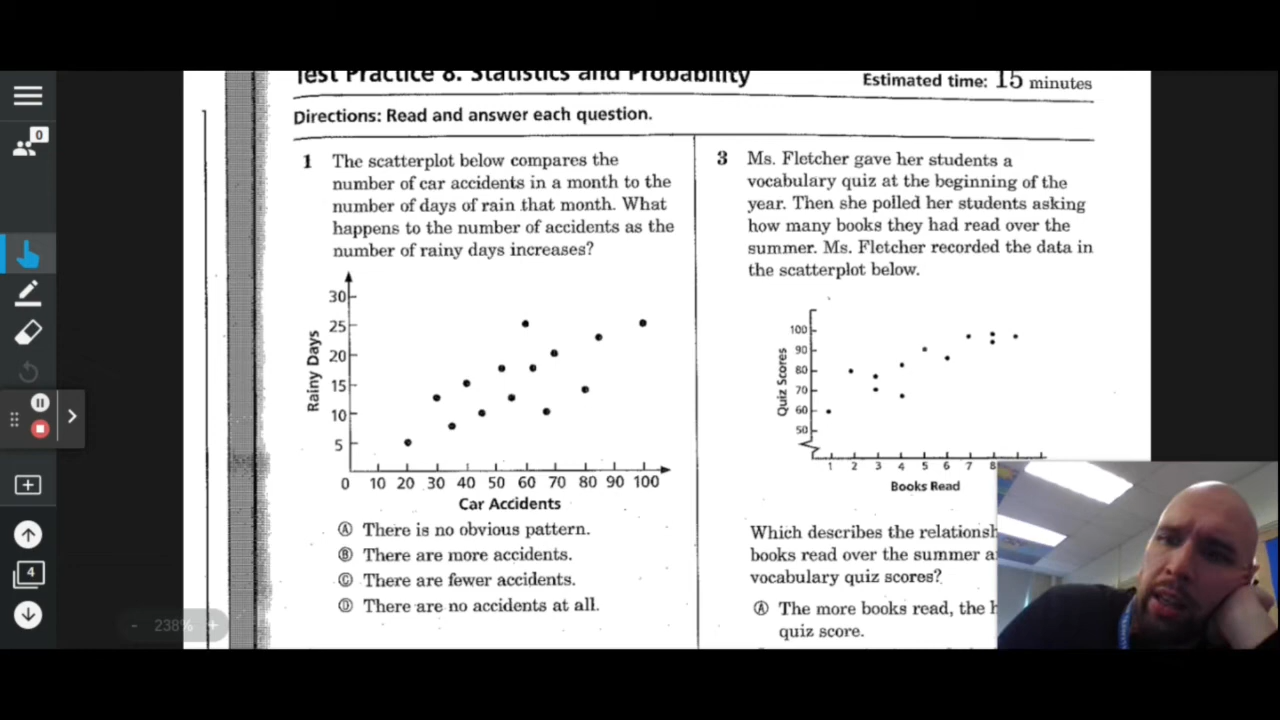 Test Practice 8: Statistics and Probability
Estimated time: 15 minutes
Directions: Read and answer each question.
1 The scatterplot below compares the
number of car accidents in a month to the
number of days of rain that month. What
happens to the number of accidents as the
number of rainy days increases?
Rainy Days
30
25
20
15
10
5
0 10 20 30 40 50 60 70 80 90 100
Car Accidents
Ⓐ There is no obvious pattern.
Ⓑ There are more accidents.
Ⓒ There are fewer accidents.
Ⓓ There are no accidents at all.
3 Ms. Fletcher gave her students a
vocabulary quiz at the beginning of the
year. Then she polled her students asking
how many books they had read over the
summer. Ms. Fletcher recorded the data in
the scatterplot below.
Quiz Scores
100
90
80
70
60
50
1 2 3 4 5 6 7 8
Books Read
Which describes the relationsh
books read over the summer a
vocabulary quiz scores?
Ⓐ The more books read, the h
quiz score.
0
4
- 238% +